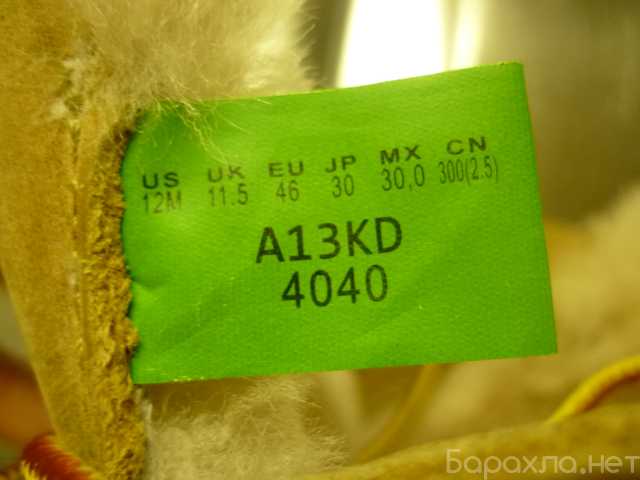 US UK EU JP MX CN
12M 11.5 46 30 30,0 300(2.5)
A13KD
4040
Барахла.нет